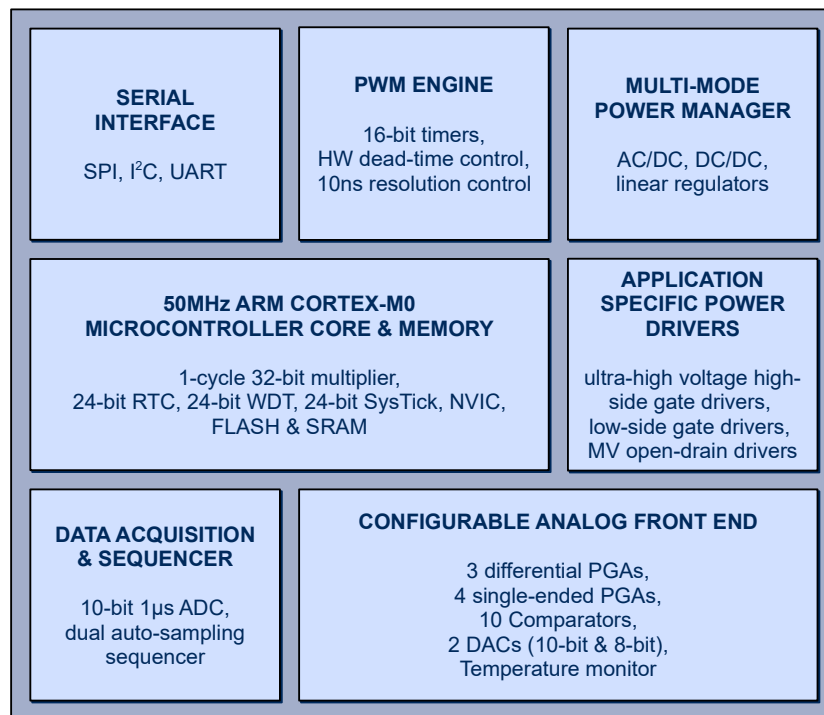 SERIAL
INTERFACE
SPI, I²C, UART
PWM ENGINE
16-bit timers,
HW dead-time control,
10ns resolution control
MULTI-MODE
POWER MANAGER
AC/DC, DC/DC,
linear regulators
50MHz ARM CORTEX-M0
MICROCONTROLLER CORE & MEMORY
1-cycle 32-bit multiplier,
24-bit RTC, 24-bit WDT, 24-bit SysTick, NVIC,
FLASH & SRAM
APPLICATION
SPECIFIC POWER
DRIVERS
ultra-high voltage high-
side gate drivers,
low-side gate drivers,
MV open-drain drivers
DATA ACQUISITION
& SEQUENCER
10-bit 1µs ADC,
dual auto-sampling
sequencer
CONFIGURABLE ANALOG FRONT END
3 differential PGAs,
4 single-ended PGAs,
10 Comparators,
2 DACs (10-bit & 8-bit),
Temperature monitor